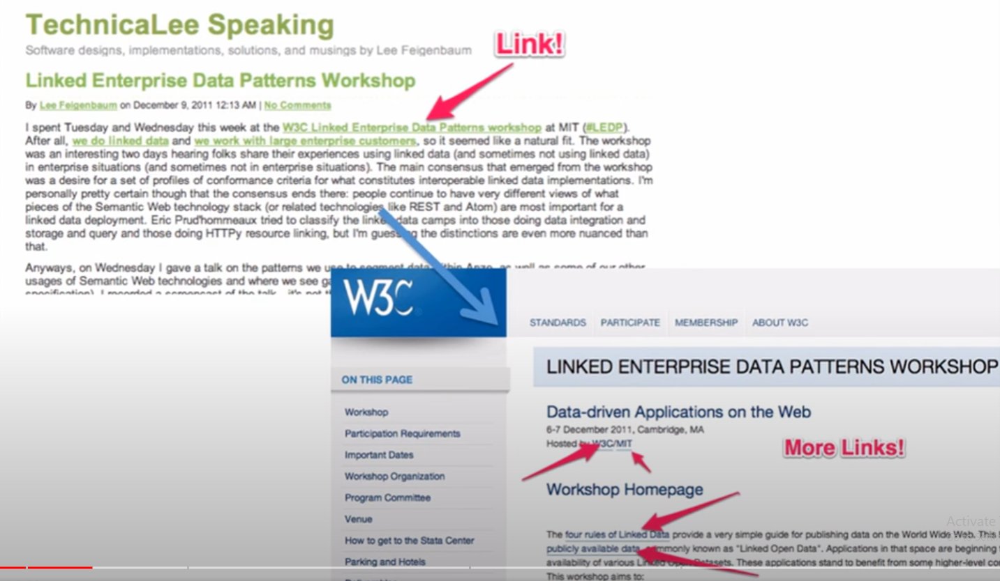 TechnicaLee Speaking
Software designs, implementations, solutions, and musings by Lee Feigenbaum
Link!
Linked Enterprise Data Patterns Workshop
By Lee Feigenbaum on December 9, 2011 12:13 AM | No Comments
I spent Tuesday and Wednesday this week at the W3C Linked Enterprise Data Patterns workshop at MIT (#LEDP).
After all, we do linked data and we work with large enterprise customers, so it seemed like a natural fit. The workshop
was an interesting two days hearing folks share their experiences using linked data (and sometimes not using linked data)
in enterprise situations (and sometimes not in enterprise situations). The main consensus that emerged from the workshop
was a desire for a set of profiles of conformance criteria for what constitutes interoperable linked data implementations. I'm
personally pretty certain though that the consensus ends there: people continue to have very different views of what
pieces of the Semantic Web technology stack (or related technologies like REST and Atom) are most important for a
linked data deployment. Eric Prud'hommeaux tried to classify the linked data camps into those doing data integration and
storage and query and those doing HTTPy resource linking, but I'm guessing the distinctions are even more nuanced than
that.
Anyways, on Wednesday I gave a talk on the patterns we use to segment data within Anzo, as well as some of our other
usages of Semantic Web technologies and where we see
W3C
STANDARDS PARTICIPATE MEMBERSHIP ABOUT W3C
LINKED ENTERPRISE DATA PATTERNS WORKSHOP
ON THIS PAGE
Workshop
Participation Requirements
Important Dates
Workshop Organization
Program Committee
Venue
How to get to the Stata Center
Parking and Hotels
Data-driven Applications on the Web
6-7 December 2011, Cambridge, MA
Hosted by W3C/MIT
More Links!
Workshop Homepage
The four rules of Linked Data provide a very simple guide for publishing data on the World Wide Web. This
publicly available data, commonly known as "Linked Open Data". Applications in that space are beginning
availability of various Linked Open Datasets. These applications stand to benefit from some higher-level
This workshop aims to:
Activate